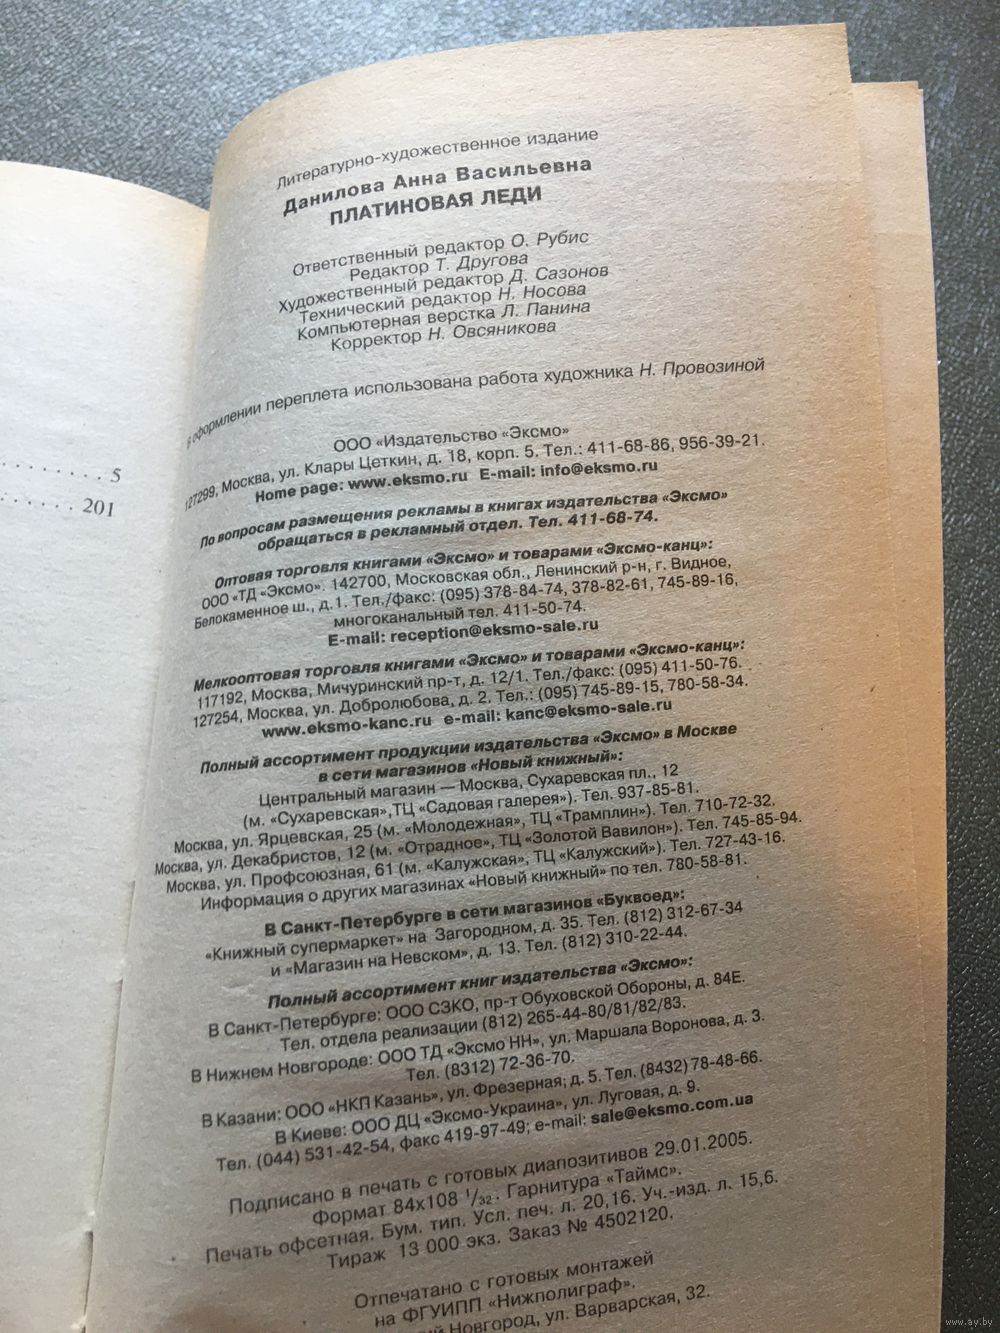 . . . . . . . . 5
. . . . . . 201
Литературно-художественное издание
Данилова Анна Васильевна
ПЛАТИНОВАЯ ЛЕДИ
Ответственный редактор О. Рубис
Редактор Т. Другова
Художественный редактор Д. Сазонов
Технический редактор Н. Носова
Компьютерная верстка Л. Панина
Корректор Н. Овсяникова
В оформлении переплета использована работа художника Н. Провозиной
ООО «Издательство «Эксмо»
127299, Москва, ул. Клары Цеткин, д. 18, корп. 5. Тел.: 411-68-86, 956-39-21.
Home page: www.eksmo.ru E-mail: info@eksmo.ru
По вопросам размещения рекламы в книгах издательства «Эксмо»
обращаться в рекламный отдел. Тел. 411-68-74.
Оптовая торговля книгами «Эксмо» и товарами «Эксмо-канц»:
ООО «ТД «Эксмо». 142700, Московская обл., Ленинский р-н, г. Видное,
Белокаменное ш., д. 1. Тел./факс: (095) 378-84-74, 378-82-61, 745-89-16,
многоканальный тел. 411-50-74.
E-mail: reception@eksmo-sale.ru
Мелкооптовая торговля книгами «Эксмо» и товарами «Эксмо-канц»:
117192, Москва, Мичуринский пр-т, д. 12/1. Тел./факс: (095) 411-50-76.
127254, Москва, ул. Добролюбова, д. 2. Тел.: (095) 745-89-15, 780-58-34.
www.eksmo-kanc.ru e-mail: kanc@eksmo-sale.ru
Полный ассортимент продукции издательства «Эксмо» в Москве
в сети магазинов «Новый книжный»:
Центральный магазин — Москва, Сухаревская пл., 12
(м. «Сухаревская», ТЦ «Садовая галерея»). Тел. 937-85-81.
Москва, ул. Ярцевская, 25 (м. «Молодежная», ТЦ «Трамплин»). Тел. 710-72-32.
Москва, ул. Декабристов, 12 (м. «Отрадное», ТЦ «Золотой Вавилон»). Тел. 745-85-94.
Москва, ул. Профсоюзная, 61 (м. «Калужская», ТЦ «Калужский»). Тел. 727-43-16.
Информация о других магазинах «Новый книжный» по тел. 780-58-81.
В Санкт-Петербурге в сети магазинов «Буквоед»:
«Книжный супермаркет» на Загородном, д. 35. Тел. (812) 312-67-34
и «Магазин на Невском», д. 13. Тел. (812) 310-22-44.
Полный ассортимент книг издательства «Эксмо»:
В Санкт-Петербурге: ООО СЗКО, пр-т Обуховской Обороны, д. 84Е.
Тел. отдела реализации (812) 265-44-80/81/82/83.
В Нижнем Новгороде: ООО ТД «Эксмо НН», ул. Маршала Воронова, д. 3.
Тел. (8312) 72-36-70.
В Казани: ООО «НКП Казань», ул. Фрезерная, д. 5. Тел. (8432) 78-48-66.
В Киеве: ООО ДЦ «Эксмо-Украина», ул. Луговая, д. 9.
Тел. (044) 531-42-54, факс 419-97-49; e-mail: sale@eksmo.com.ua
Подписано в печать с готовых диапозитивов 29.01.2005.
Формат 84x108 1/32. Гарнитура «Таймс».
Печать офсетная. Бум. тип. Усл. печ. л. 20,16. Уч.-изд. л. 15,6.
Тираж 13 000 экз. Заказ № 4502120.
Отпечатано с готовых монтажей
на ФГУИПП «Нижполиграф».
Новгород, ул. Варварская, 32.
www.ay.by